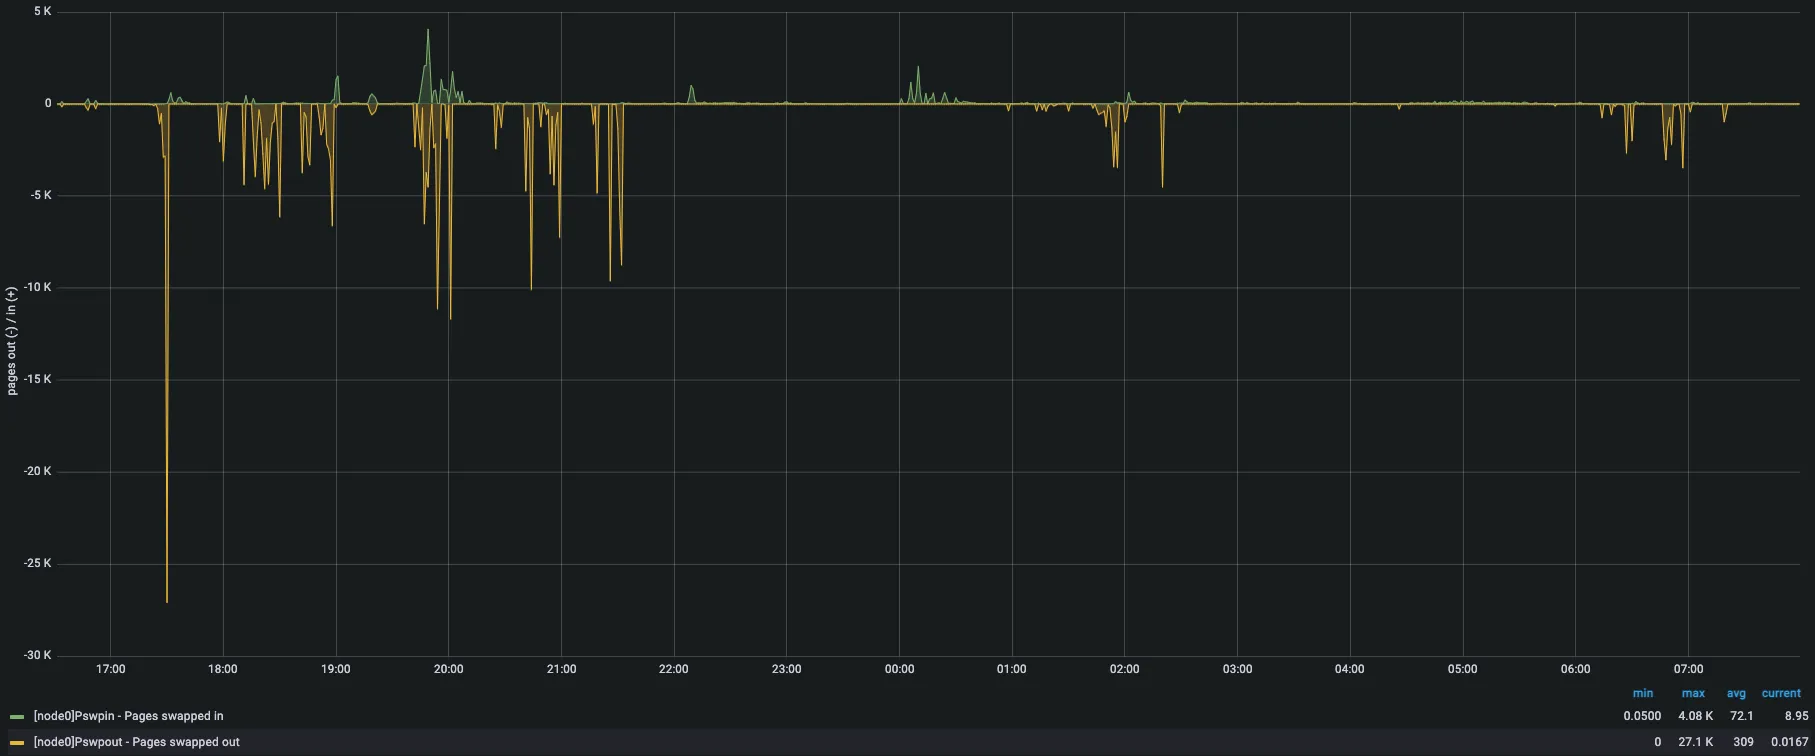 5 K
0
-5 K
-10 K
-15 K
-20 K
-25 K
-30 K
pages out (-) / in (+)
17:00 18:00 19:00 20:00 21:00 22:00 23:00 00:00 01:00 02:00 03:00 04:00 05:00 06:00 07:00
min max avg current
[node0]Pswpin - Pages swapped in 0.0500 4.08 K 72.1 8.95
[node0]Pswpout - Pages swapped out 0 27.1 K 309 0.0167